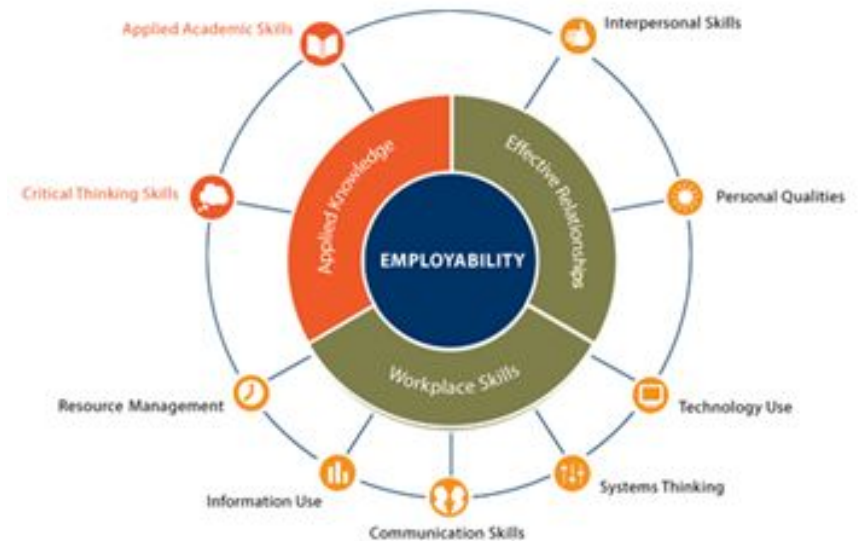 Applied Academic Skills
Interpersonal Skills
Applied Knowledge
Effective Relationships
Critical Thinking Skills
Personal Qualities
EMPLOYABILITY
Workplace Skills
Resource Management
Technology Use
Information Use
Systems Thinking
Communication Skills